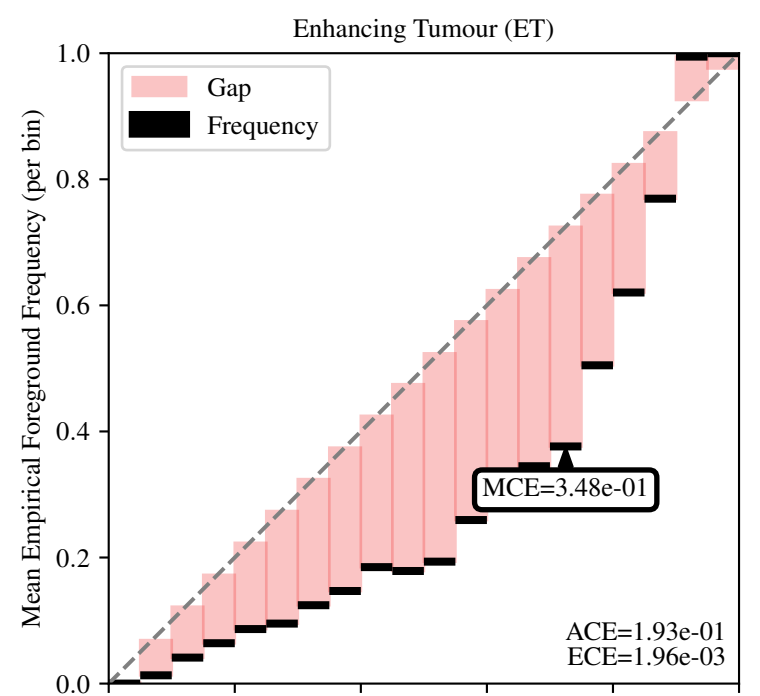 Enhancing Tumour (ET)
Mean Empirical Foreground Frequency (per bin)
1.0
0.8
0.6
0.4
0.2
0.0
Gap
Frequency
MCE=3.48e-01
ACE=1.93e-01
ECE=1.96e-03